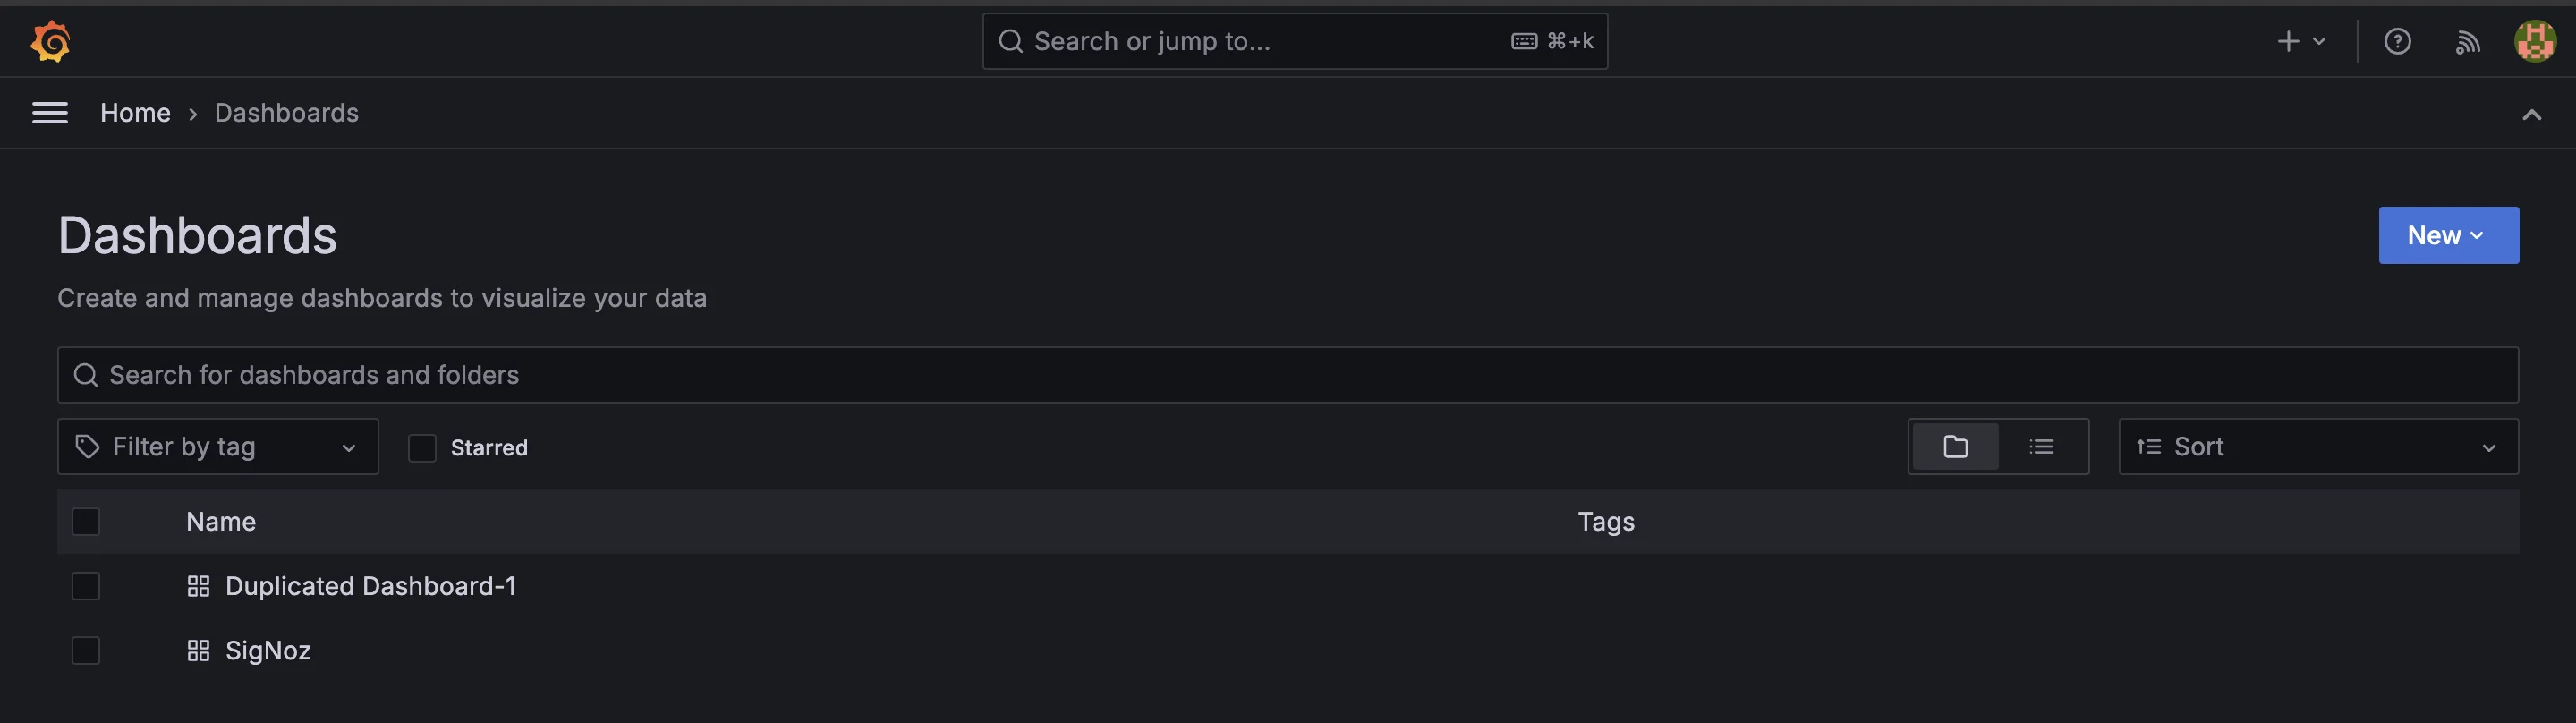 Search or jump to... ⌘+k
Home › Dashboards
Dashboards
New
Create and manage dashboards to visualize your data
Search for dashboards and folders
Filter by tag Starred Sort
Name Tags
Duplicated Dashboard-1
SigNoz